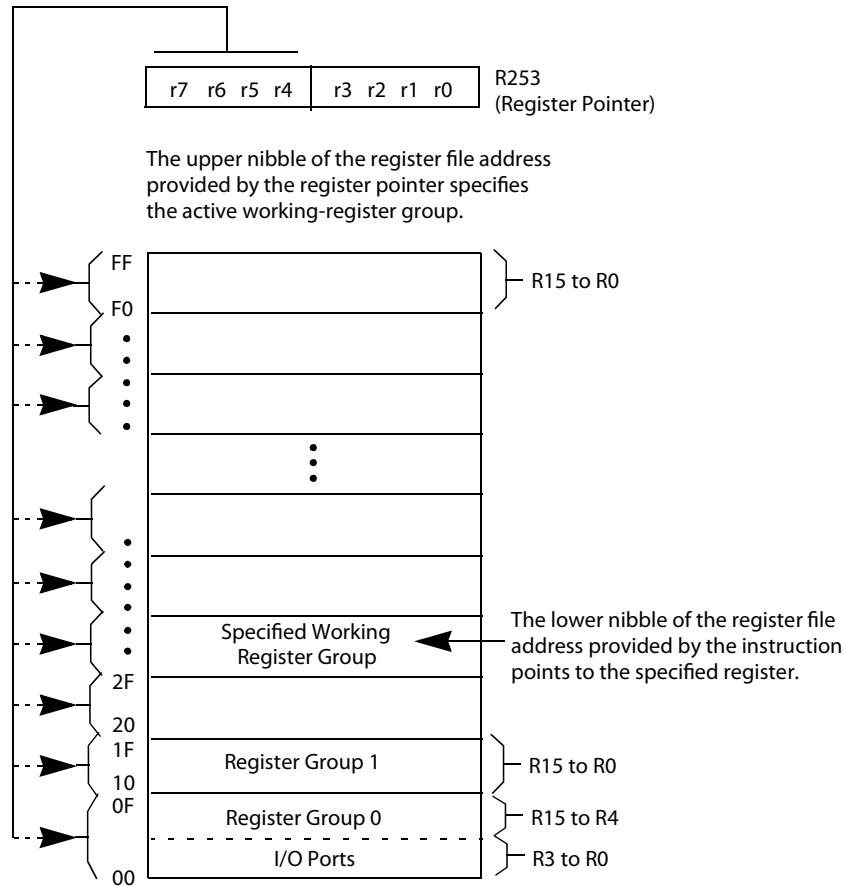 r7 r6 r5 r4 r3 r2 r1 r0
R253
(Register Pointer)
The upper nibble of the register file address
provided by the register pointer specifies
the active working-register group.
FF
R15 to R0
F0
Specified Working
Register Group
The lower nibble of the register file
address provided by the instruction
points to the specified register.
2F
20
1F
Register Group 1
R15 to R0
10
0F
Register Group 0
R15 to R4
I/O Ports
R3 to R0
00